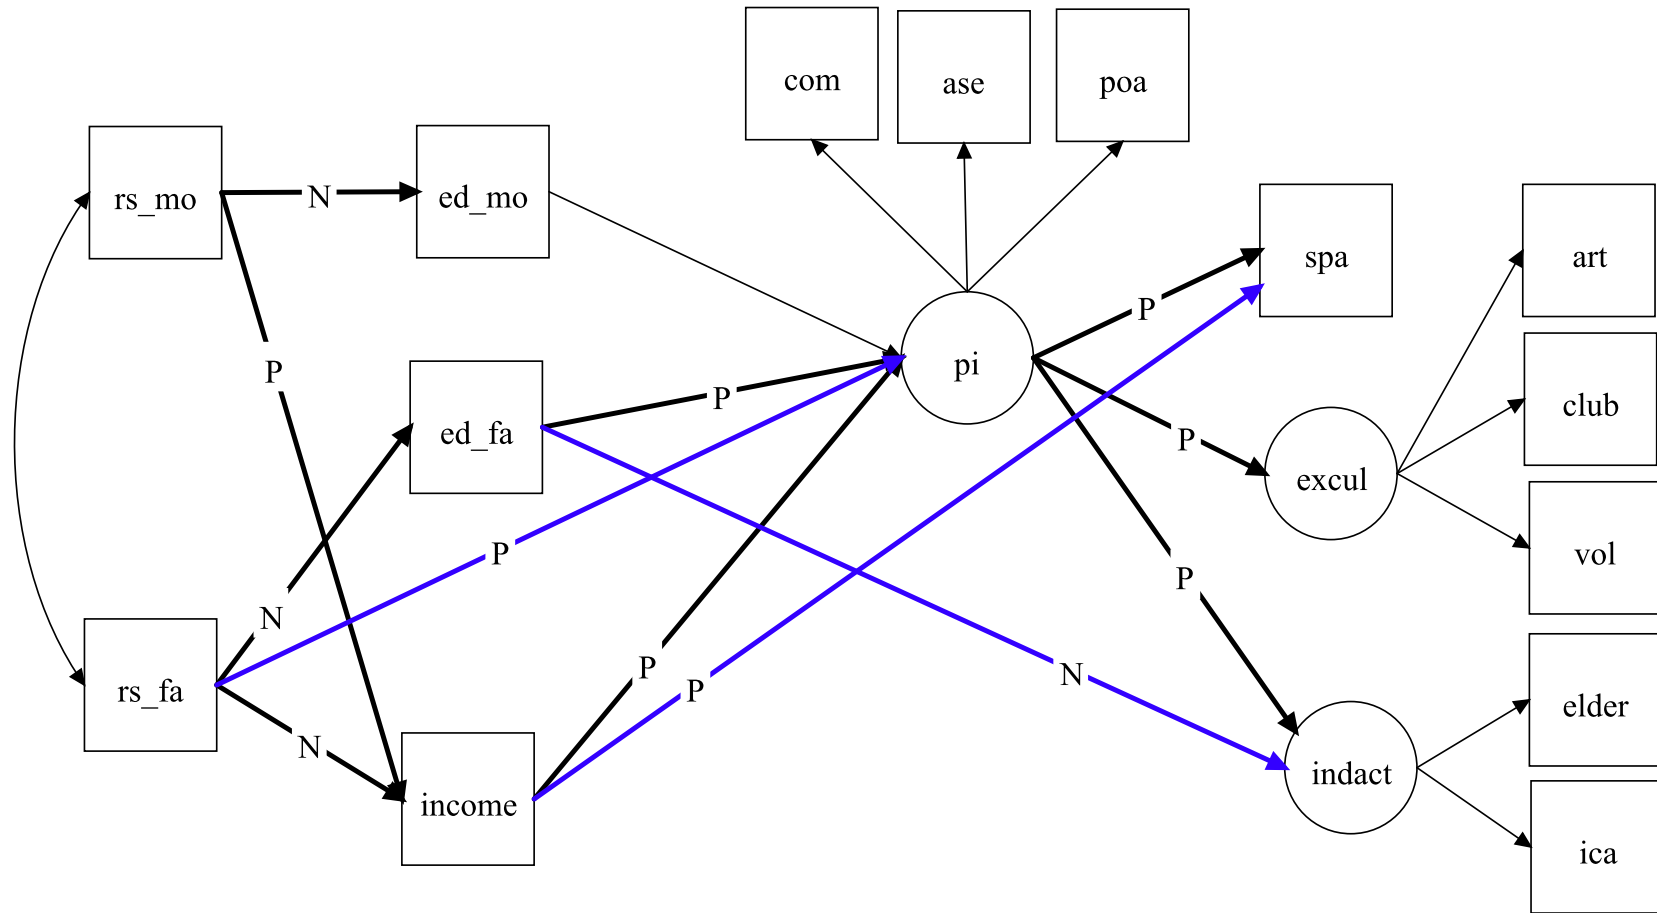 com
ase
poa
rs_mo
N
ed_mo
spa
art
P
P
pi
P
ed_fa
club
P
excul
P
vol
P
N
P
P
N
rs_fa
elder
N
income
indact
ica